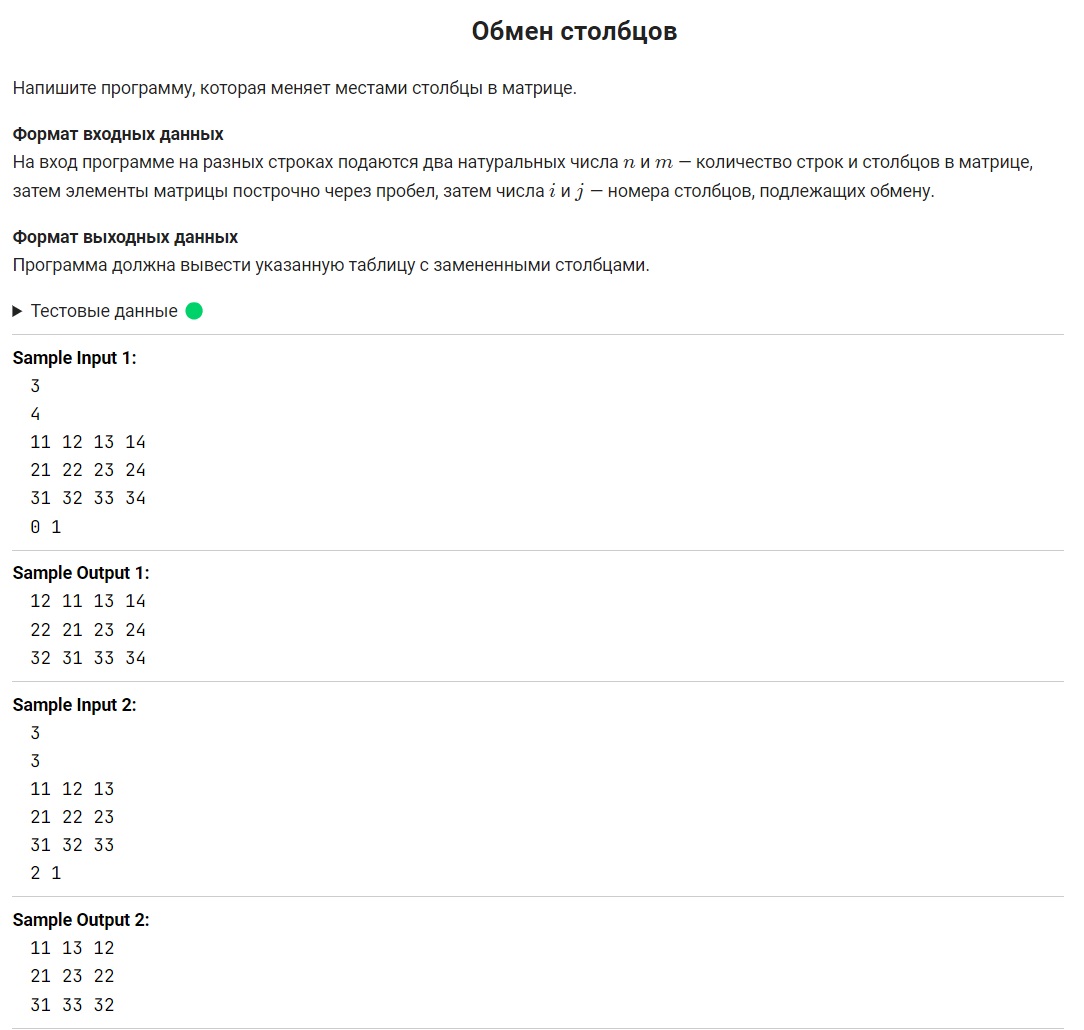 Обмен столбцов
Напишите программу, которая меняет местами столбцы в матрице.
Формат входных данных
На вход программе на разных строках подаются два натуральных числа n и m — количество строк и столбцов в матрице,
затем элементы матрицы построчно через пробел, затем числа i и j — номера столбцов, подлежащих обмену.
Формат выходных данных
Программа должна вывести указанную таблицу с замененными столбцами.
Тестовые данные
Sample Input 1:
3
4
11 12 13 14
21 22 23 24
31 32 33 34
0 1
Sample Output 1:
12 11 13 14
22 21 23 24
32 31 33 34
Sample Input 2:
3
3
11 12 13
21 22 23
31 32 33
2 1
Sample Output 2:
11 13 12
21 23 22
31 33 32